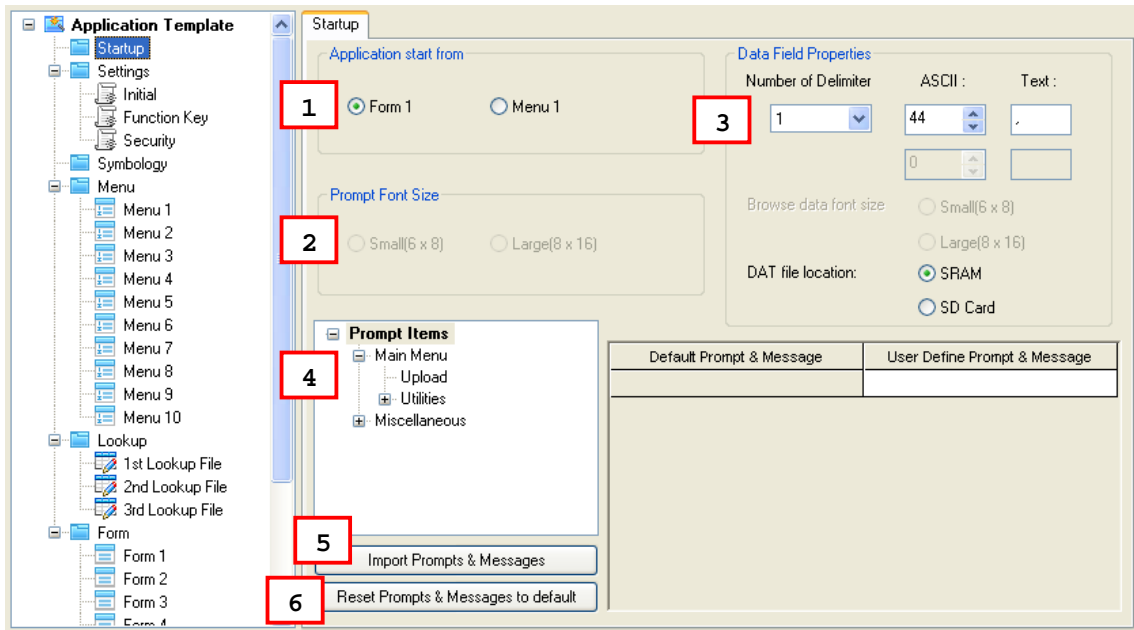 Application Template
Startup
Settings
Initial
Function Key
Security
Symbology
Menu
Menu 1
Menu 2
Menu 3
Menu 4
Menu 5
Menu 6
Menu 7
Menu 8
Menu 9
Menu 10
Lookup
1st Lookup File
2nd Lookup File
3rd Lookup File
Form
Form 1
Form 2
Form 3
Form 4
Startup
Application start from
1
Form 1 Menu 1
Prompt Font Size
2
Small(6 x 8) Large(8 x 16)
Data Field Properties
Number of Delimiter ASCII : Text :
3
1 44 ,
0
Browse data font size Small(6 x 8)
Large(8 x 16)
DAT file location: SRAM
SD Card
4
Prompt Items
Main Menu
Upload
Utilities
Miscellaneous
Default Prompt & Message User Define Prompt & Message
5
Import Prompts & Messages
6
Reset Prompts & Messages to default